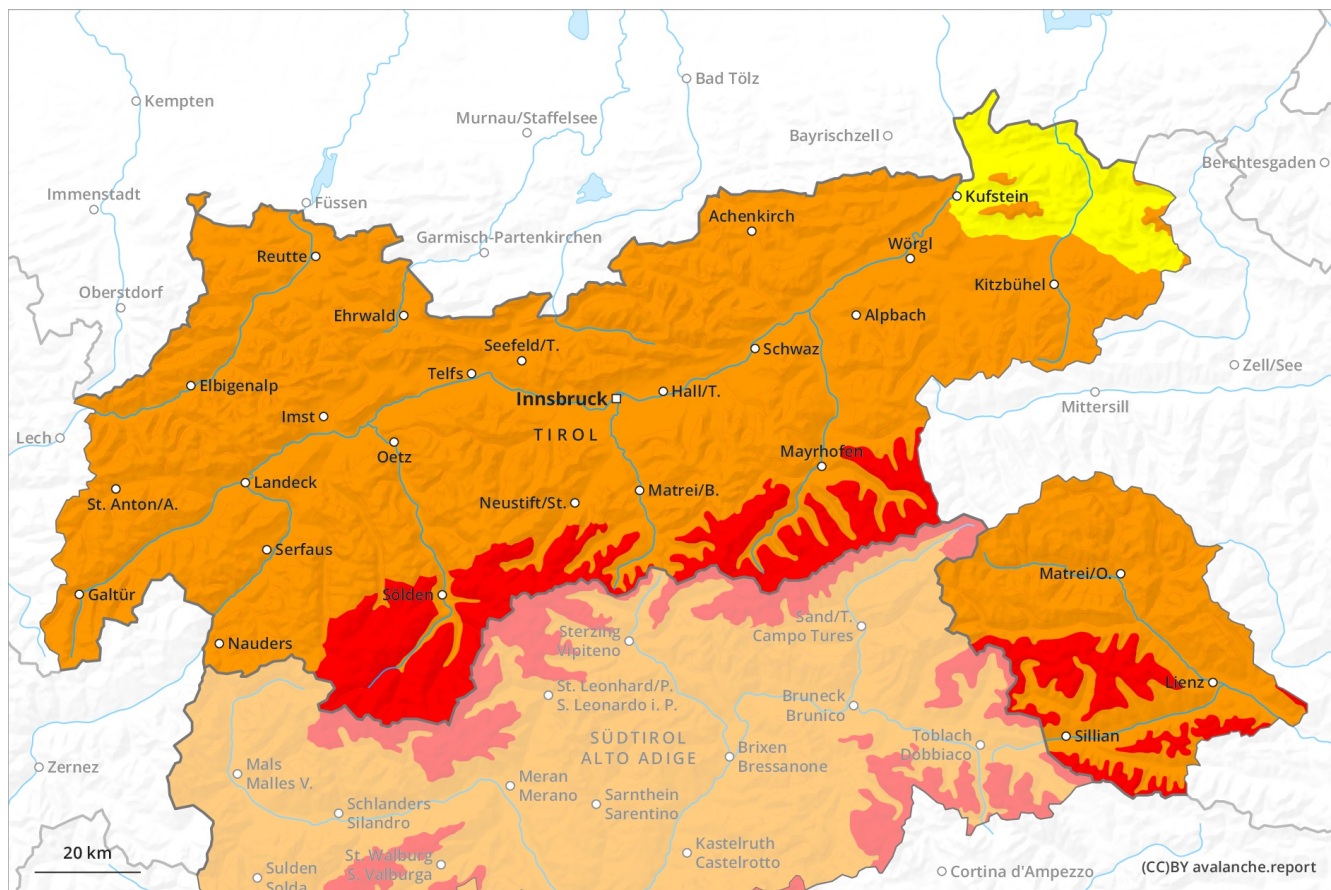 Bad Tölz
Kempten
Murnau/Staffelsee
Bayrischzell
Berchtesgaden
Immenstadt
Füssen
Kufstein
Achenkirch
Garmisch-Partenkirchen
Wörgl
Reutte
Kitzbühel
Oberstdorf
Ehrwald
Alpbach
Seefeld/T.
Schwaz
Zell/See
Telfs
Elbigenalp
Innsbruck
Hall/T.
Mittersill
Imst
TIROL
Lech
Oetz
Mayrhofen
Landeck
Matrei/B.
St. Anton/A.
Neustift/St.
Serfaus
Matrei/O.
Galtür
Sölden
Sand/T.
Campo Tures
Sterzing
Vipiteno
Nauders
Lienz
St. Leonhard/P.
S. Leonardo i. P.
Bruneck
Brunico
Sillian
SÜDTIROL
ALTO ADIGE
Toblach
Dobbiaco
Brixen
Bressanone
Zernez
Mals
Malles V.
Meran
Merano
Sarnthein
Sarentino
Schlanders
Silandro
Kastelruth
Castelrotto
20 km
St. Walburg
S. Valburga
Sulden
Solda
Cortina d'Ampezzo
(CC)BY avalanche.report